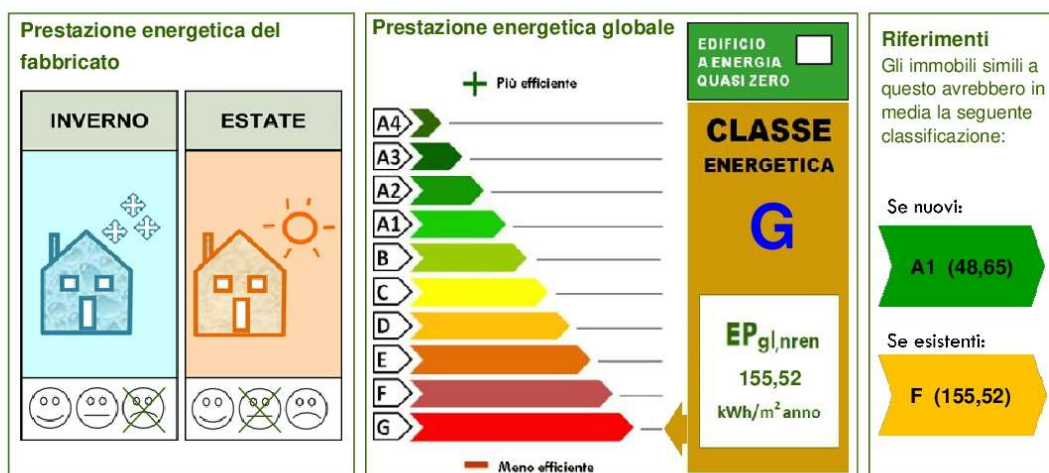 Prestazione energetica del
fabbricato
INVERNO
ESTATE
Prestazione energetica globale
Più efficiente
A4
A3
A2
A1
B
C
D
E
F
G
Meno efficiente
EDIFICIO
A ENERGIA
QUASI ZERO
CLASSE
ENERGETICA
G
EPgl,nren
155,52
kWh/m² anno
Riferimenti
Gli immobili simili a
questo avrebbero in
media la seguente
classificazione:
Se nuovi:
A1 (48,65)
Se esistenti:
F (155,52)